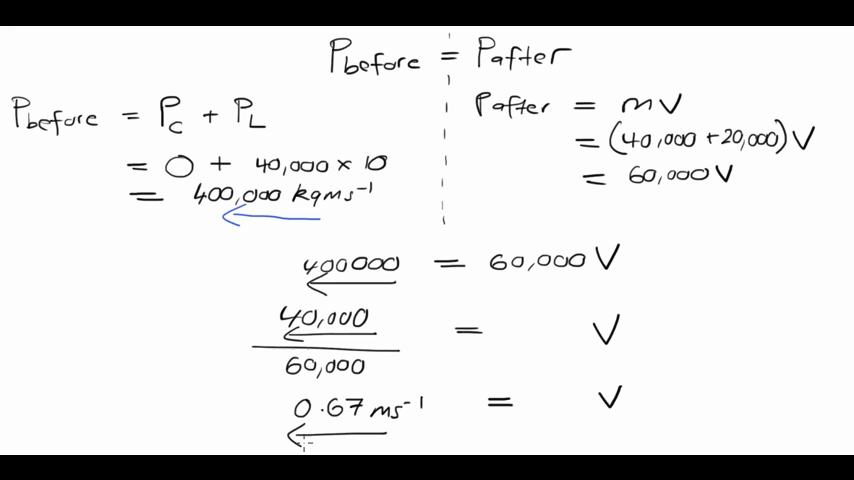 Pbefore = Pafter
Pbefore = Pc + PL
= 0 + 40,000 × 10
= 400,000 kgms⁻¹
Pafter = mV
= (40,000 + 20,000) V
= 60,000 V
400000 = 60,000 V
40,000 = V
60,000
0.67 ms⁻¹ = V